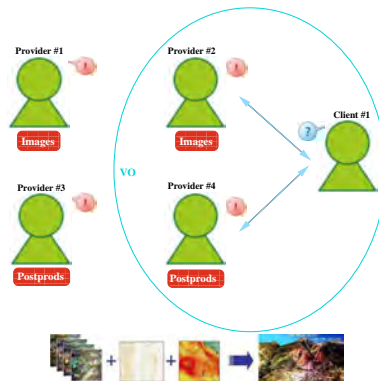 Provider #1
Provider #2
!
!
Client #1
?
Images
Images
VO
Provider #3
Provider #4
!
!
Postprods
Postprods
+
+